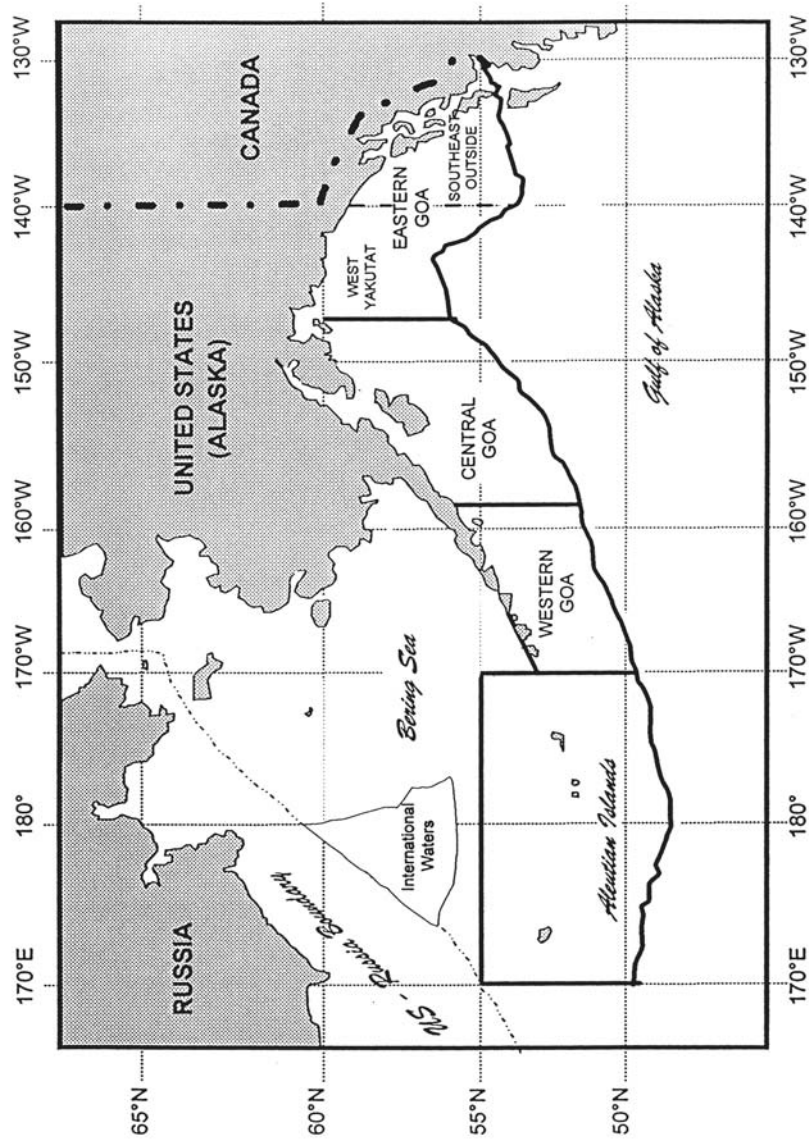 170°E
180°
170°W
160°W
150°W
140°W
130°W
65°N
60°N
55°N
50°N
RUSSIA
UNITED STATES
(ALASKA)
CANADA
US - Russia Boundary
International
Waters
Bering Sea
Aleutian Islands
WESTERN
GOA
CENTRAL
GOA
WEST
YAKUTAT
EASTERN
GOA
SOUTHEAST
OUTSIDE
Gulf of Alaska
170°E
180°
170°W
160°W
150°W
140°W
130°W